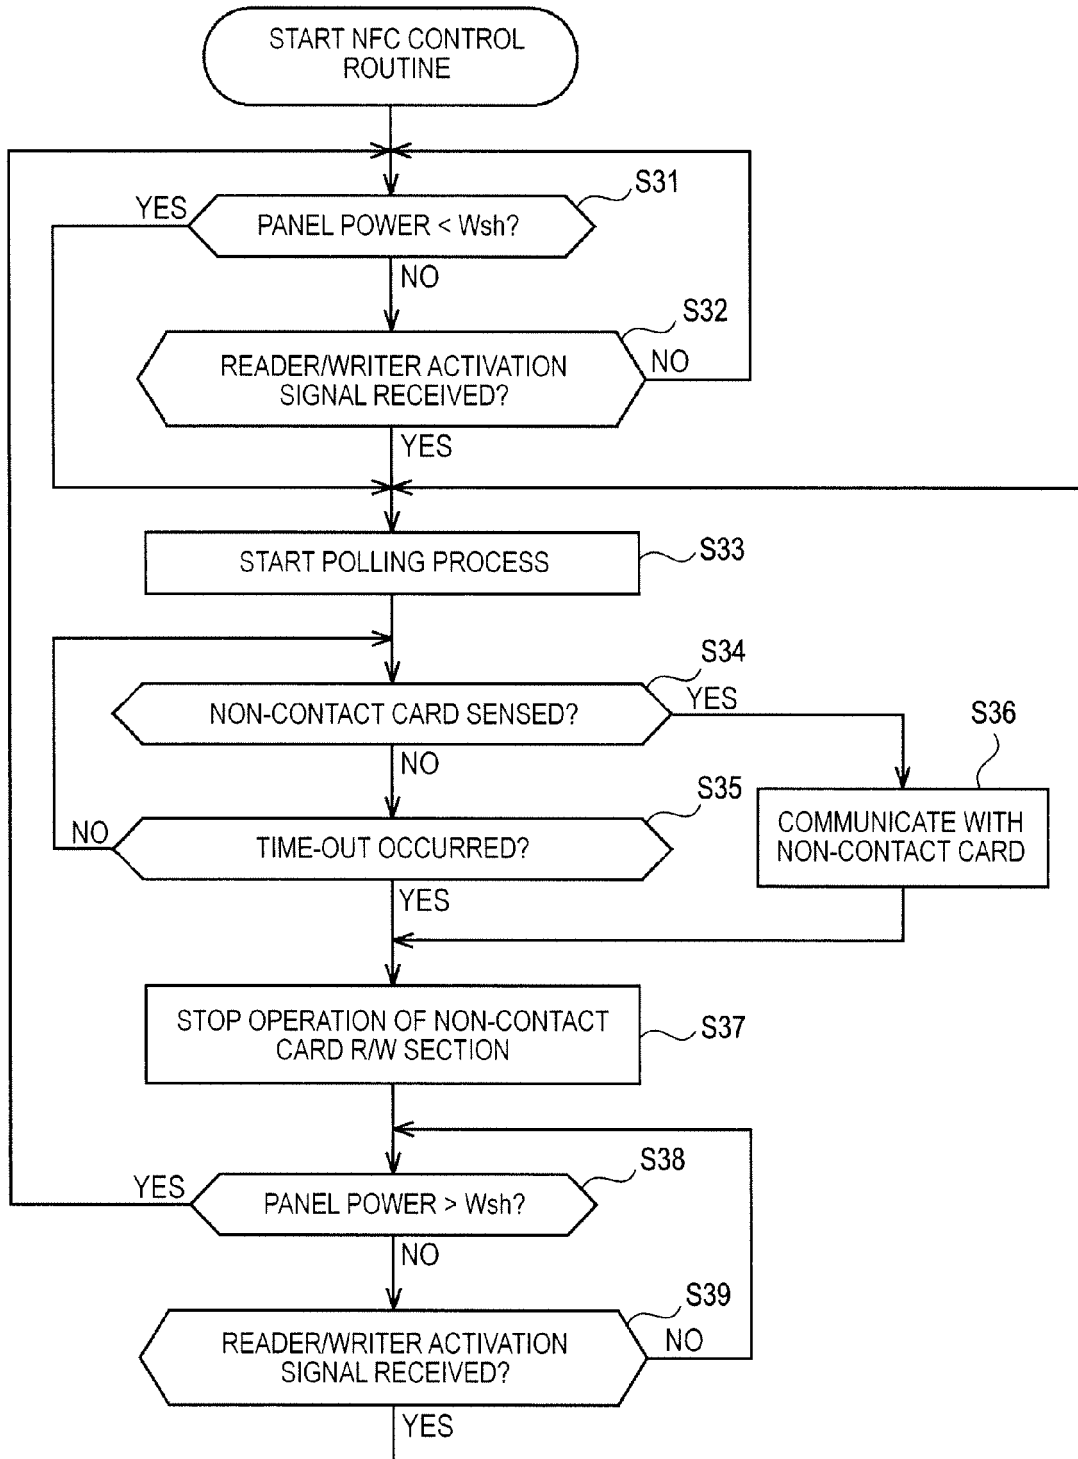 START NFC CONTROL
ROUTINE
S31
YES
PANEL POWER < Wsh?
NO
S32
READER/WRITER ACTIVATION
SIGNAL RECEIVED?
NO
YES
START POLLING PROCESS
S33
S34
NON-CONTACT CARD SENSED?
YES
S36
NO
S35
NO
TIME-OUT OCCURRED?
COMMUNICATE WITH
NON-CONTACT CARD
YES
STOP OPERATION OF NON-CONTACT
CARD R/W SECTION
S37
S38
YES
PANEL POWER > Wsh?
NO
S39
READER/WRITER ACTIVATION
SIGNAL RECEIVED?
NO
YES